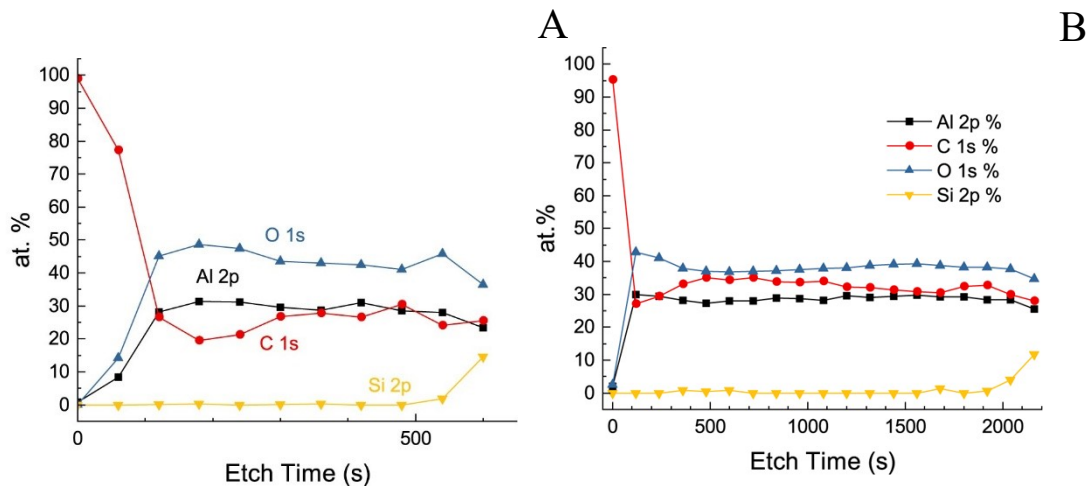 A
100
90
80
70
60
50
40
30
20
10
0
at. %
O 1s
Al 2p
C 1s
Si 2p
0
500
Etch Time (s)
B
100
90
80
70
60
50
40
30
20
10
0
at.%
Al 2p %
C 1s %
O 1s %
Si 2p %
0
500
1000
1500
2000
Etch Time (s)